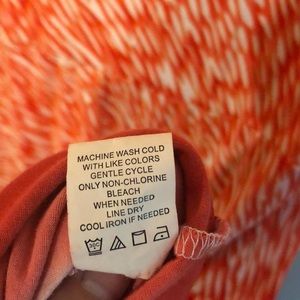 MACHINE WASH COLD
WITH LIKE COLORS
GENTLE CYCLE
ONLY NON-CHLORINE
BLEACH
WHEN NEEDED
LINE DRY
COOL IRON IF NEEDED